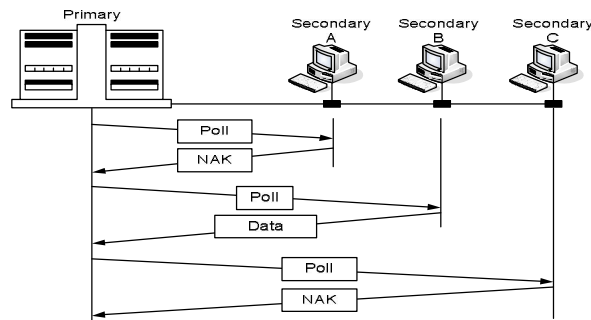 Primary
Secondary
A
Secondary
B
Secondary
C
Poll
NAK
Poll
Data
Poll
NAK